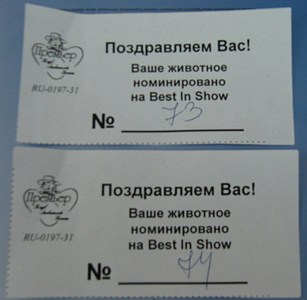 Поздравляем Вас!
Ваше животное
номинировано
на Best In Show
№ 73
Премьер
RU-0197-31
Поздравляем Вас!
Ваше животное
номинировано
на Best In Show
№ 74
Премьер
RU-0197-31